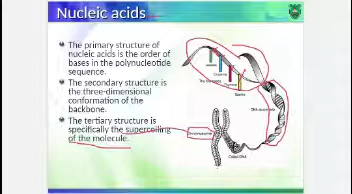 Nucleic acids
The primary structure of
nucleic acids is the order of
bases in the polynucleotide
sequence.
The secondary structure is
the three-dimensional
conformation of the
backbone.
The tertiary structure is
specifically the supercoiling
of the molecule.
Coiled DNA